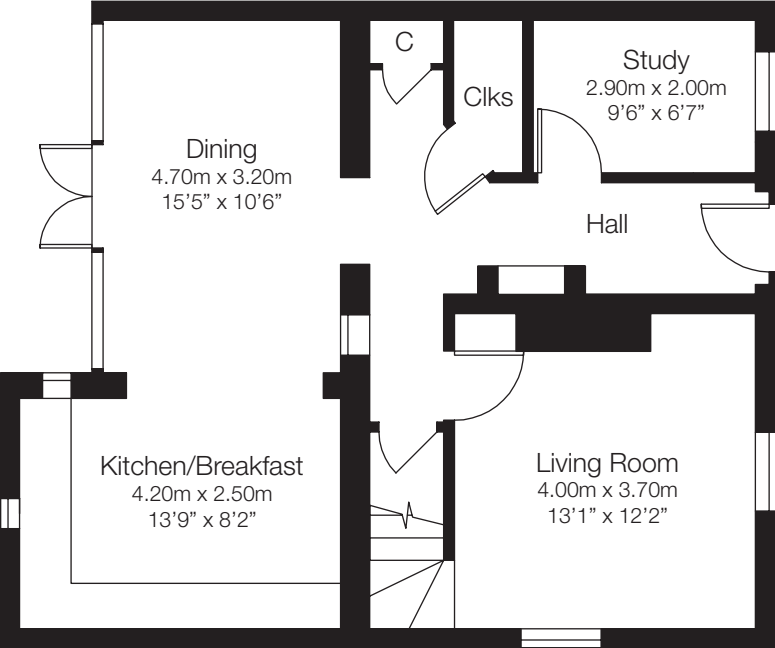 C
Clks
Study
2.90m x 2.00m
9’6” x 6’7”
Dining
4.70m x 3.20m
15’5” x 10’6”
Hall
Kitchen/Breakfast
4.20m x 2.50m
13’9” x 8’2”
Living Room
4.00m x 3.70m
13’1” x 12’2”